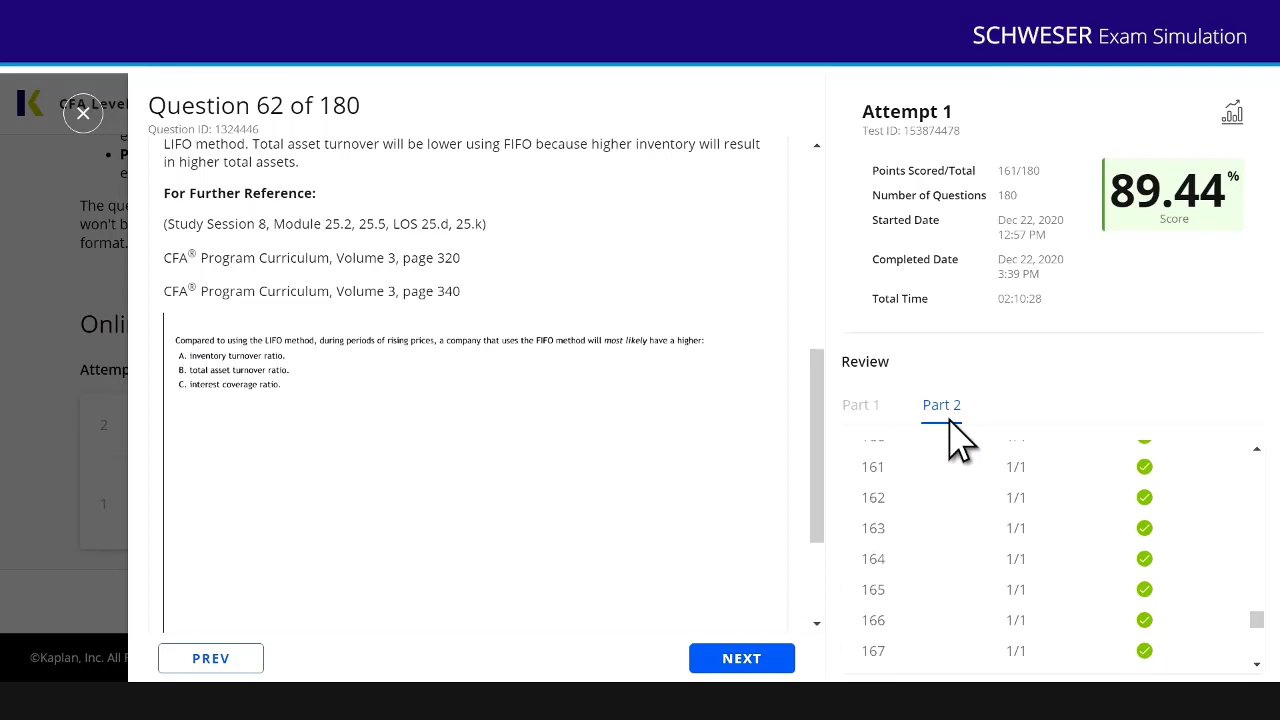 SCHWESER Exam Simulation
CFA Level
e
• P
e
The que
won't b
format.
Onli
Attemp
2
1
©Kaplan, Inc. All R
Question 62 of 180
Question ID: 1324446
LIFO method. Total asset turnover will be lower using FIFO because higher inventory will result
in higher total assets.
For Further Reference:
(Study Session 8, Module 25.2, 25.5, LOS 25.d, 25.k)
CFA® Program Curriculum, Volume 3, page 320
CFA® Program Curriculum, Volume 3, page 340
Compared to using the LIFO method, during periods of rising prices, a company that uses the FIFO method will most likely have a higher:
A. inventory turnover ratio.
B. total asset turnover ratio.
C. interest coverage ratio.
PREV
NEXT
Attempt 1
Test ID: 153874478
Points Scored/Total 161/180
Number of Questions 180
Started Date Dec 22, 2020
12:57 PM
Completed Date Dec 22, 2020
3:39 PM
Total Time 02:10:28
89.44%
Score
Review
Part 1 Part 2
161 1/1
162 1/1
163 1/1
164 1/1
165 1/1
166 1/1
167 1/1